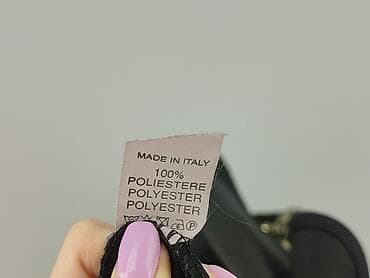 MADE IN ITALY
100%
POLIESTERE
POLYESTER
POLYESTER